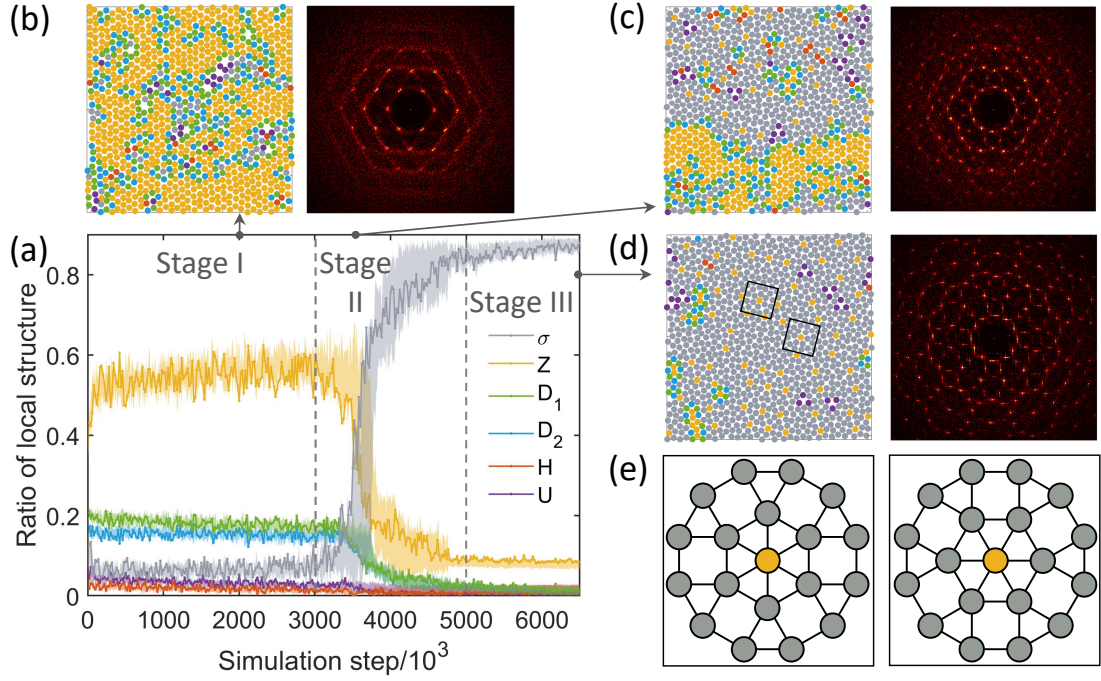 (b)
(c)
(a)
Stage I
Stage
II
Stage III
(d)
(e)
Ratio of local structure
0.8
0.6
0.4
0.2
0
σ
Z
D₁
D₂
H
U
0 1000 2000 3000 4000 5000 6000
Simulation step/10³